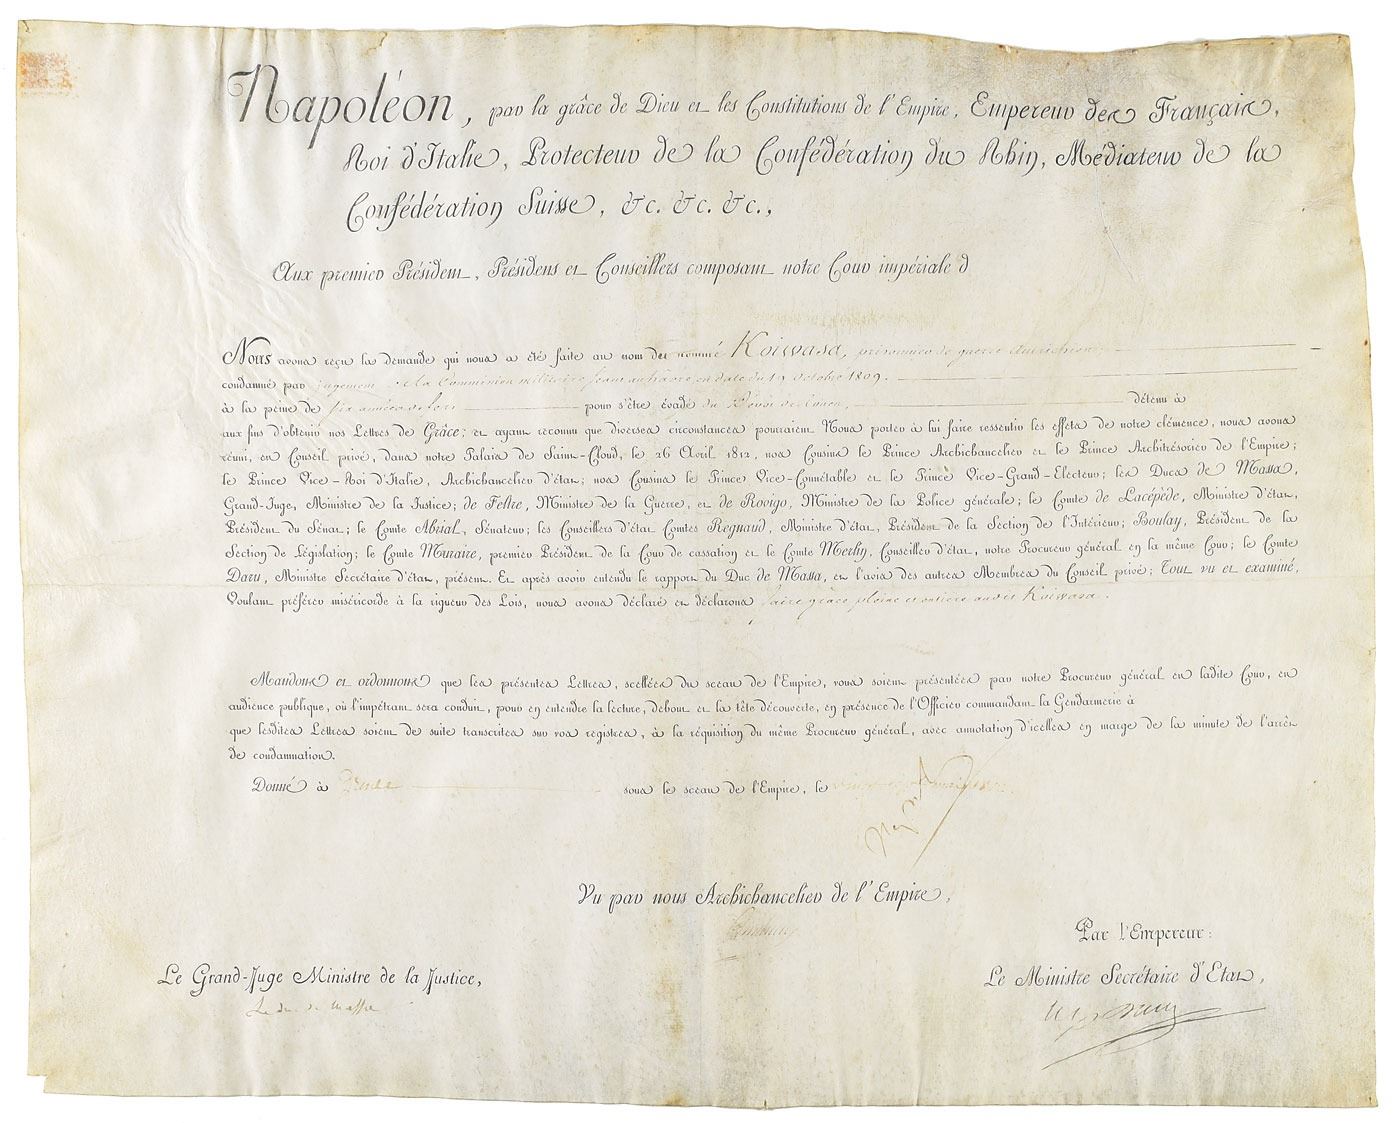 Napoléon, par la grâce de Dieu et les Constitutions de l'Empire, Empereur des Français,
Roi d'Italie, Protecteur de la Confédération du Rhin, Médiateur de la
Confédération Suisse, &c. &c. &c.,
Aux premier Président, Présidens et Conseillers composant notre Cour impériale d
Nous avons reçu la demande qui nous a été faite au nom du nommé Koiwasa, prisonnier de guerre autrichien
condamné par jugement de la Commission militaire séant au havre en date du octobre 1809.
à la peine de six années de fers pour s'être évadé du détenu à
aux fins d'obtenir nos Lettres de Grâce; et ayant reconnu que diverses circonstances pourraient Nous porter à lui faire ressentir les effets de notre clémence, nous avons
réuni, en Conseil privé, dans notre Palais de Saint-Cloud, le 26 Avril 1812, nos Cousins le Prince Archichancelier et le Prince Architrésorier de l'Empire;
le Prince Vice-Roi d'Italie, Archichancelier d'état; nos Cousins le Prince Vice-Connétable et le Prince Vice-Grand-Electeur; les Ducs de Massa,
Grand-Juge, Ministre de la Justice; de Feltre, Ministre de la Guerre, et de Rovigo, Ministre de la Police générale; le Comte de Lacépède, Ministre d'état,
Président du Sénat; le Comte Abrial, Sénateur; les Conseillers d'état Comtes Regnaud, Ministre d'état, Président de la Section de l'Intérieur; Boulay, Président de la
Section de Législation; le Comte Muraire, premier Président de la Cour de cassation et le Comte Merlin, Conseiller d'état, notre Procureur général en la même Cour; le Comte
Daru, Ministre Secrétaire d'état, présent. Et après avoir entendu le rapport du Duc de Massa, et l'avis des autres Membres du Conseil privé; Tout vu et examiné,
Voulant préférer miséricorde à la rigueur des Lois, nous avons déclaré et déclarons faire grâce pleine et entière audit Koiwasa.
Mandons et ordonnons que les présentes Lettres, scellées du sceau de l'Empire, vous soient présentées par notre Procureur général en ladite Cour, en
audience publique, où l'impétrant sera conduit, pour en entendre la lecture, debout et la tête découverte, en présence de l'Officier commandant la Gendarmerie à
que lesdites Lettres soient de suite transcrites sur vos registres, à la réquisition du même Procureur général, avec annotation d'icelles en marge de la minute de l'arrêt
de condamnation.
Donné à sous le sceau de l'Empire, le
Vu par nous Archichancelier de l'Empire,
Par l'Empereur:
Le Grand-Juge Ministre de la Justice,
Le Ministre Secrétaire d'Etat,
Le duc de Massa